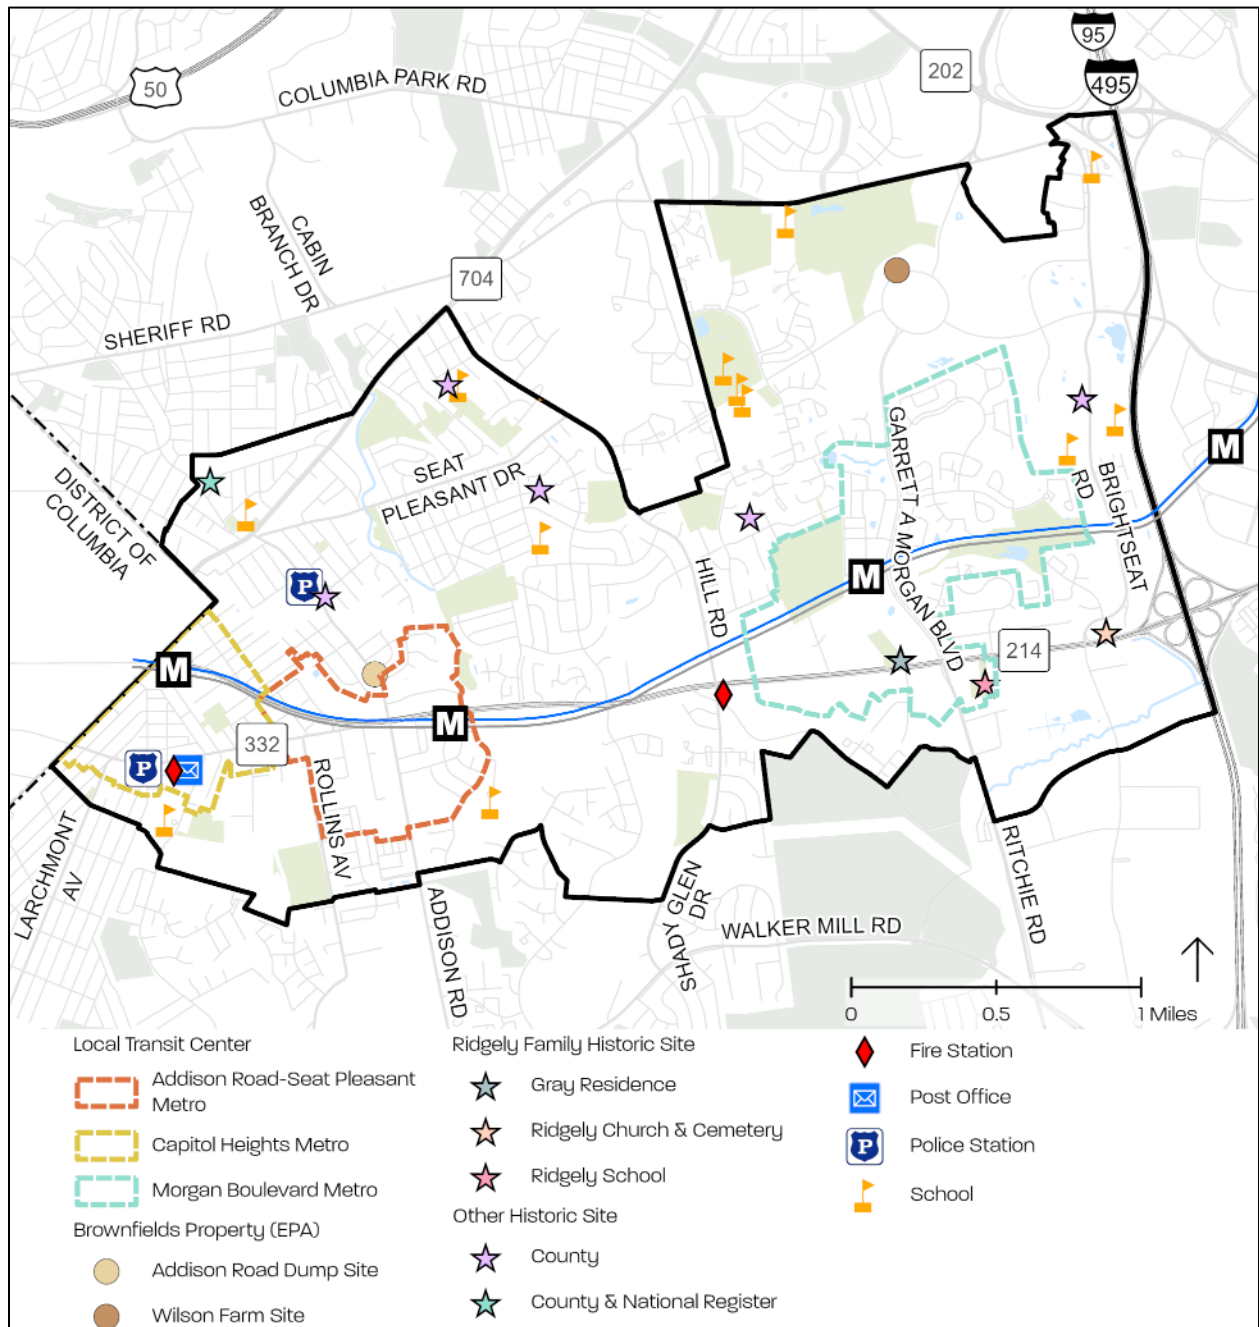 95
495
50
202
COLUMBIA PARK RD
CABIN
BRANCH DR
704
SHERIFF RD
SEAT
PLEASANT DR
DISTRICT OF
COLUMBIA
GARRETT A MORGAN BLVD
BRIGHTSEAT
RD
M
M
HILL RD
P
M
214
M
332
P
ROLLINS AV
LARCHMONT
AV
ADDISON RD
SHADY GLEN
DR
RITCHIE RD
WALKER MILL RD
0 0.5 1 Miles
Local Transit Center
Addison Road-Seat Pleasant
Metro
Capitol Heights Metro
Morgan Boulevard Metro
Brownfields Property (EPA)
Addison Road Dump Site
Wilson Farm Site
Ridgely Family Historic Site
Gray Residence
Ridgely Church & Cemetery
Ridgely School
Other Historic Site
County
County & National Register
Fire Station
Post Office
P Police Station
School